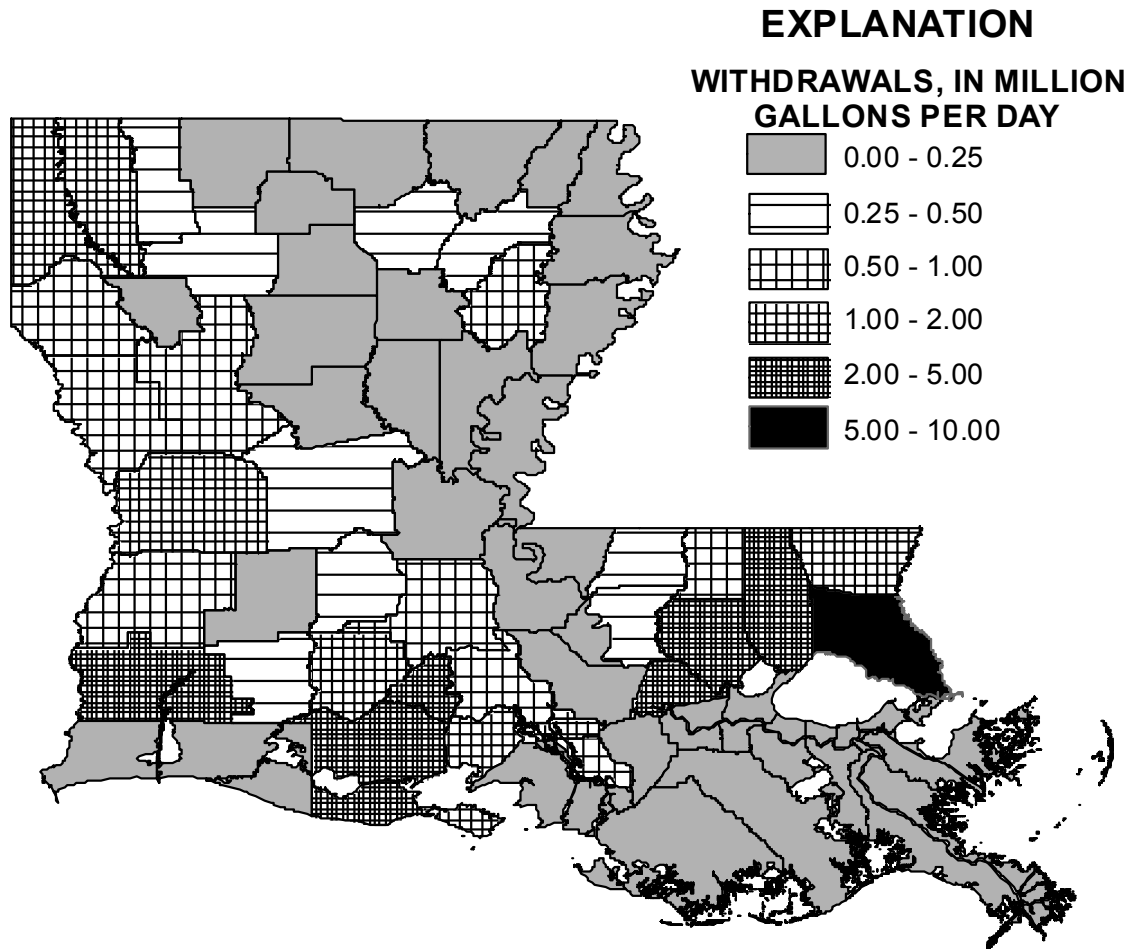 EXPLANATION
WITHDRAWALS, IN MILLION
GALLONS PER DAY
0.00 - 0.25
0.25 - 0.50
0.50 - 1.00
1.00 - 2.00
2.00 - 5.00
5.00 - 10.00